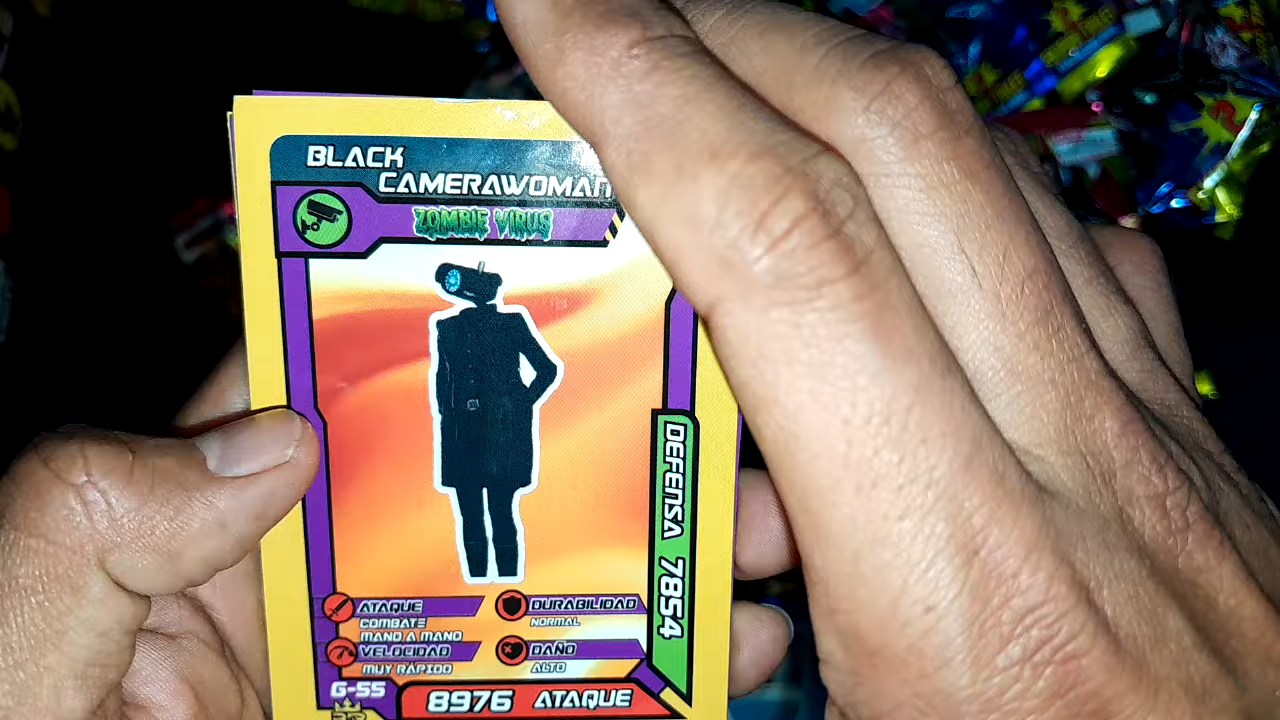 BLACK
CAMERAWOMAN
ZOMBIE VIRUS
DEFENSA 7854
ATAQUE
COMBATE
MANO A MANO
DURABILIDAD
NORMAL
VELOCIDAD
MUY RÁPIDO
DAÑO
ALTO
G-55
8976 ATAQUE